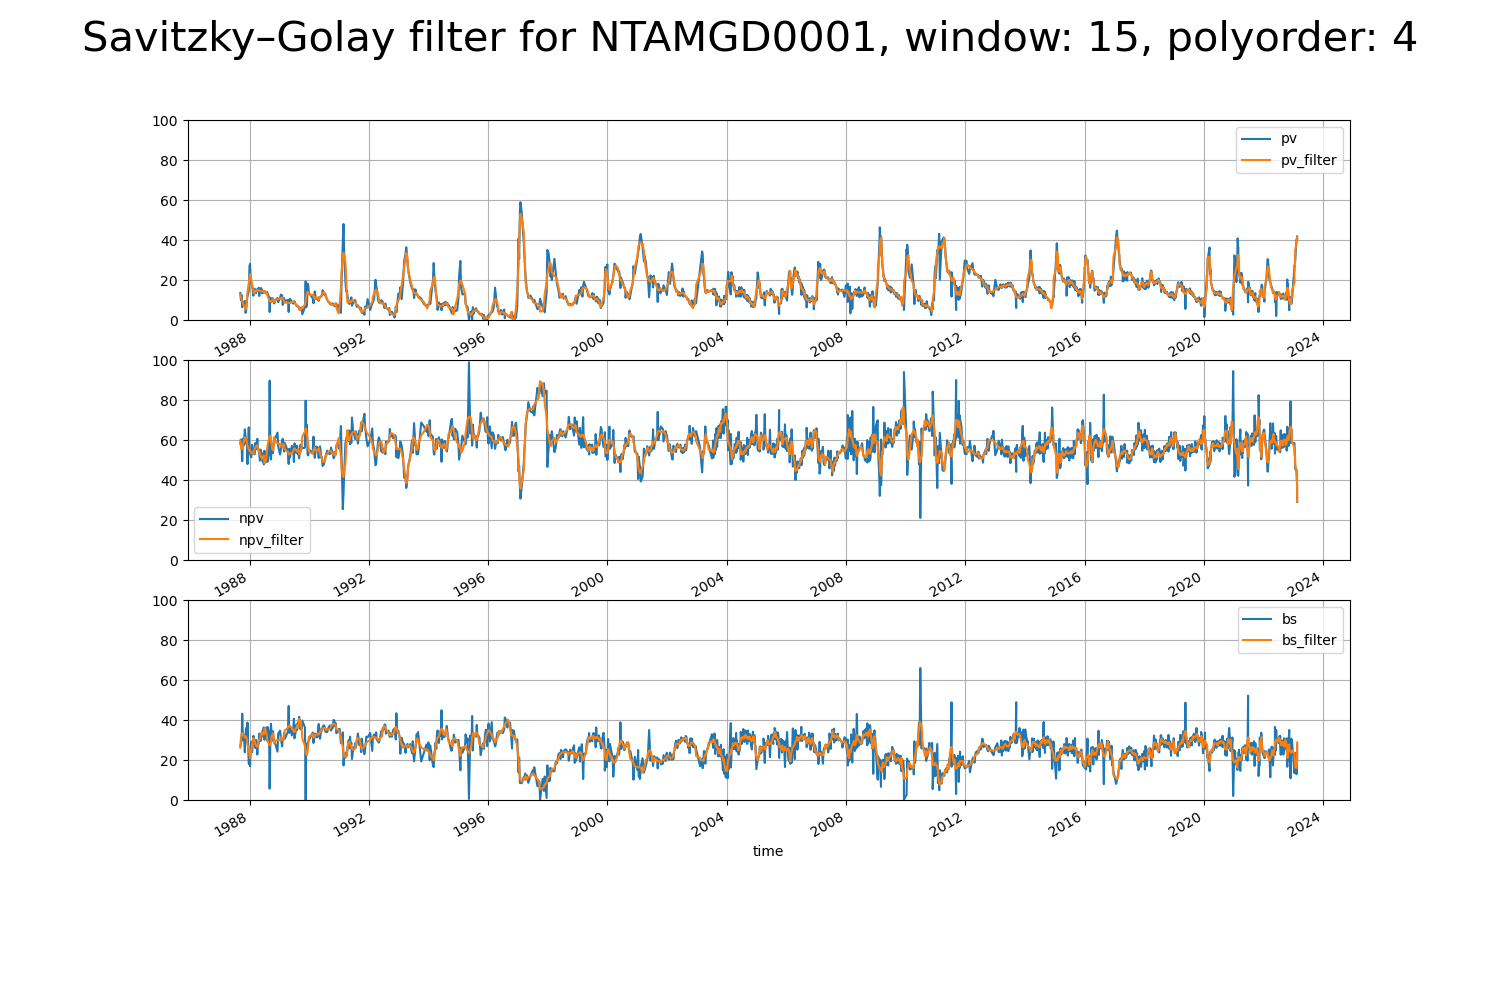 Savitzky–Golay filter for NTAMGD0001, window: 15, polyorder: 4
100
80
60
40
20
0
pv
pv_filter
1988 1992 1996 2000 2004 2008 2012 2016 2020 2024
100
80
60
40
20
0
npv
npv_filter
1988 1992 1996 2000 2004 2008 2012 2016 2020 2024
100
80
60
40
20
0
bs
bs_filter
1988 1992 1996 2000 2004 2008 2012 2016 2020 2024
time